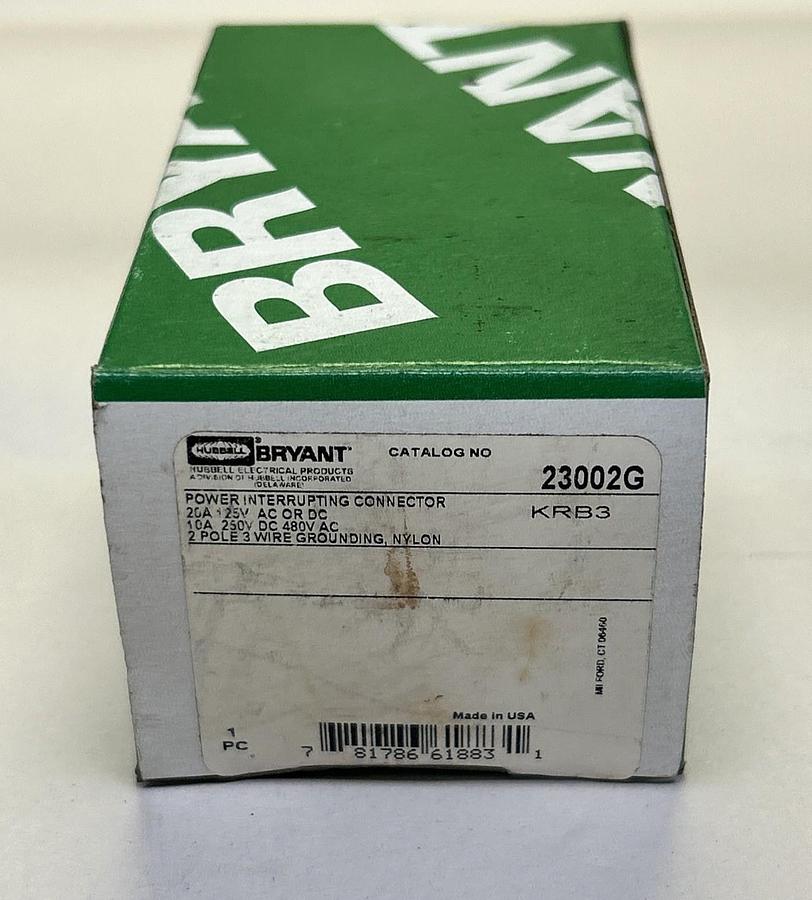 BRYANT
BRYANT
HUBBELL BRYANT®
CATALOG NO
23002G
HUBBELL ELECTRICAL PRODUCTS
A DIVISION OF HUBBELL INCORPORATED
(DELAWARE)
POWER INTERRUPTING CONNECTOR
KRB3
20A 125V AC OR DC
10A 250V DC 480V AC
2 POLE 3 WIRE GROUNDING, NYLON
MILFORD, CT 06460
Made in USA
1
PC
7 81786 61883 1